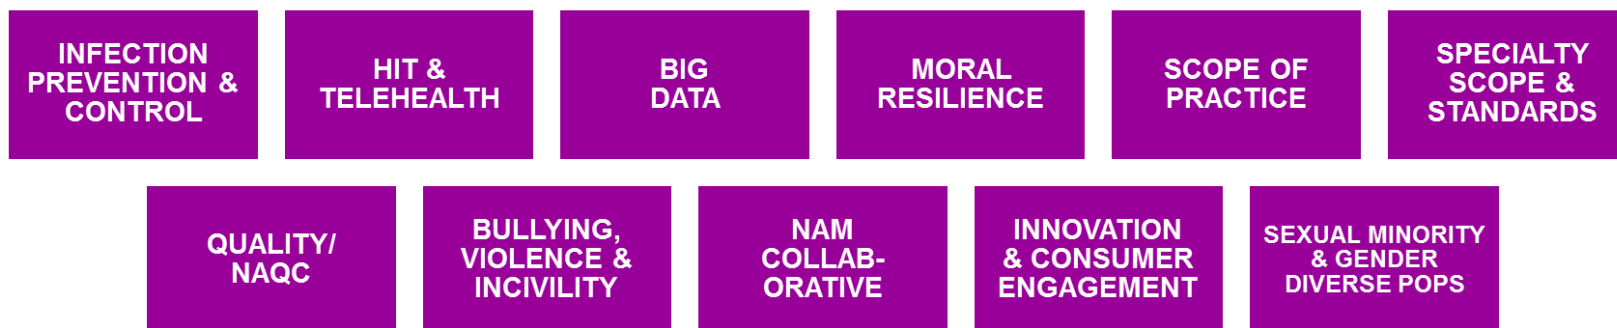 INFECTION
PREVENTION &
CONTROL
HIT &
TELEHEALTH
BIG
DATA
MORAL
RESILIENCE
SCOPE OF
PRACTICE
SPECIALTY
SCOPE &
STANDARDS
QUALITY/
NAQC
BULLYING,
VIOLENCE &
INCIVILITY
NAM
COLLAB-
ORATIVE
INNOVATION
& CONSUMER
ENGAGEMENT
SEXUAL MINORITY
& GENDER
DIVERSE POPS